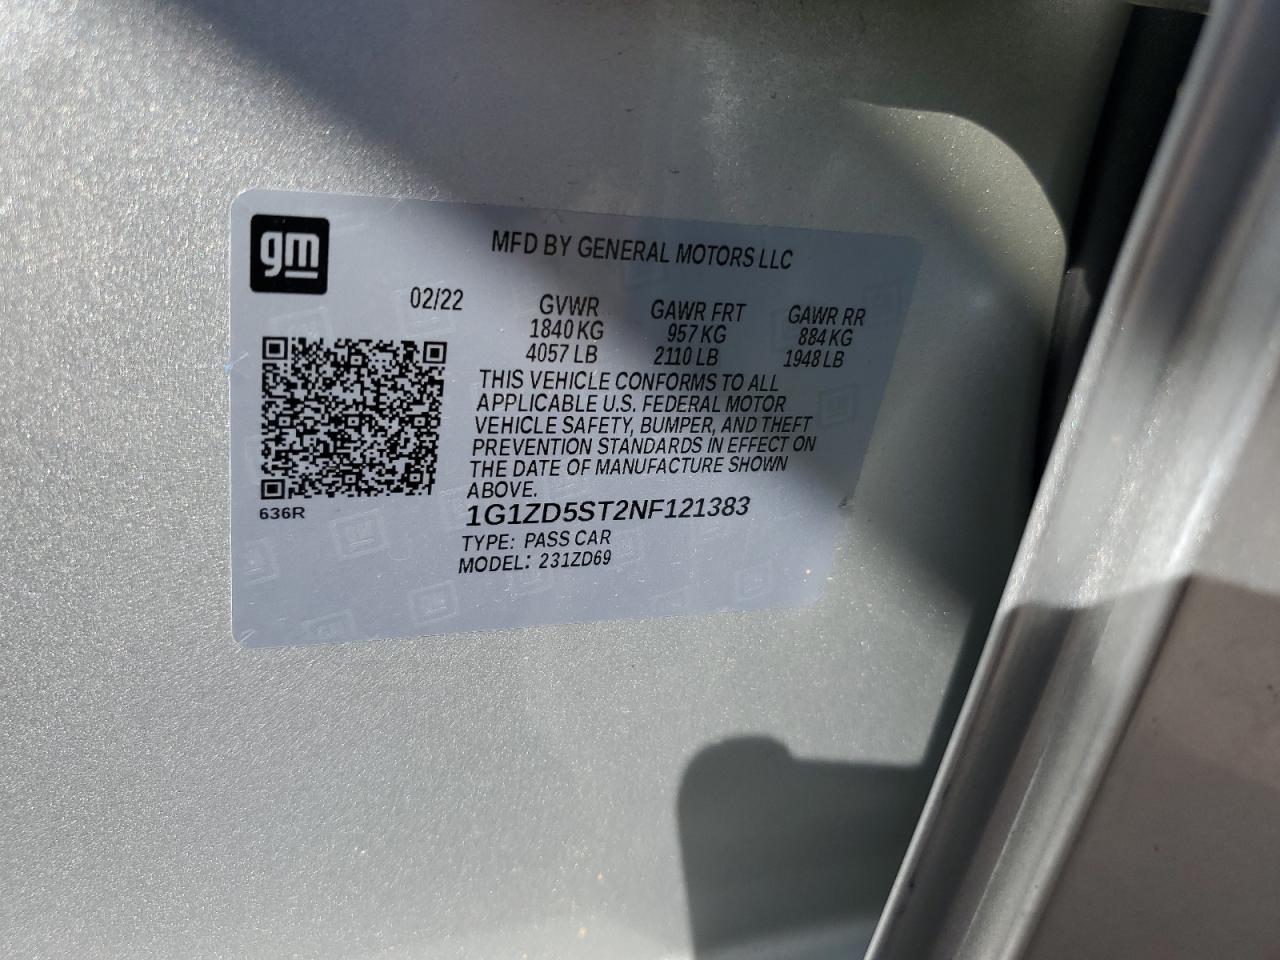 gm
MFD BY GENERAL MOTORS LLC
02/22
GVWR GAWR FRT GAWR RR
1840 KG 957 KG 884 KG
4057 LB 2110 LB 1948 LB
THIS VEHICLE CONFORMS TO ALL
APPLICABLE U.S. FEDERAL MOTOR
VEHICLE SAFETY, BUMPER, AND THEFT
PREVENTION STANDARDS IN EFFECT ON
THE DATE OF MANUFACTURE SHOWN
ABOVE.
636R
1G1ZD5ST2NF121383
TYPE: PASS CAR
MODEL: 231ZD69